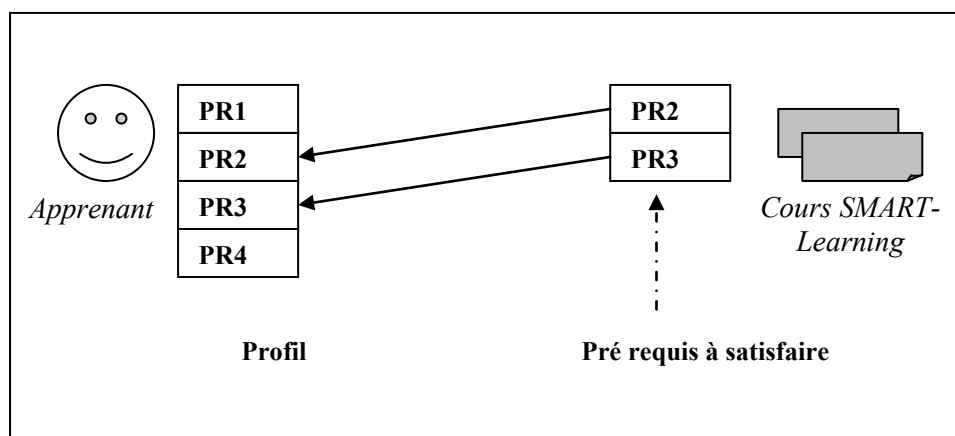 PR1
PR2
PR3
PR4
Apprenant
PR2
PR3
Cours SMART-
Learning
Profil
Pré requis à satisfaire